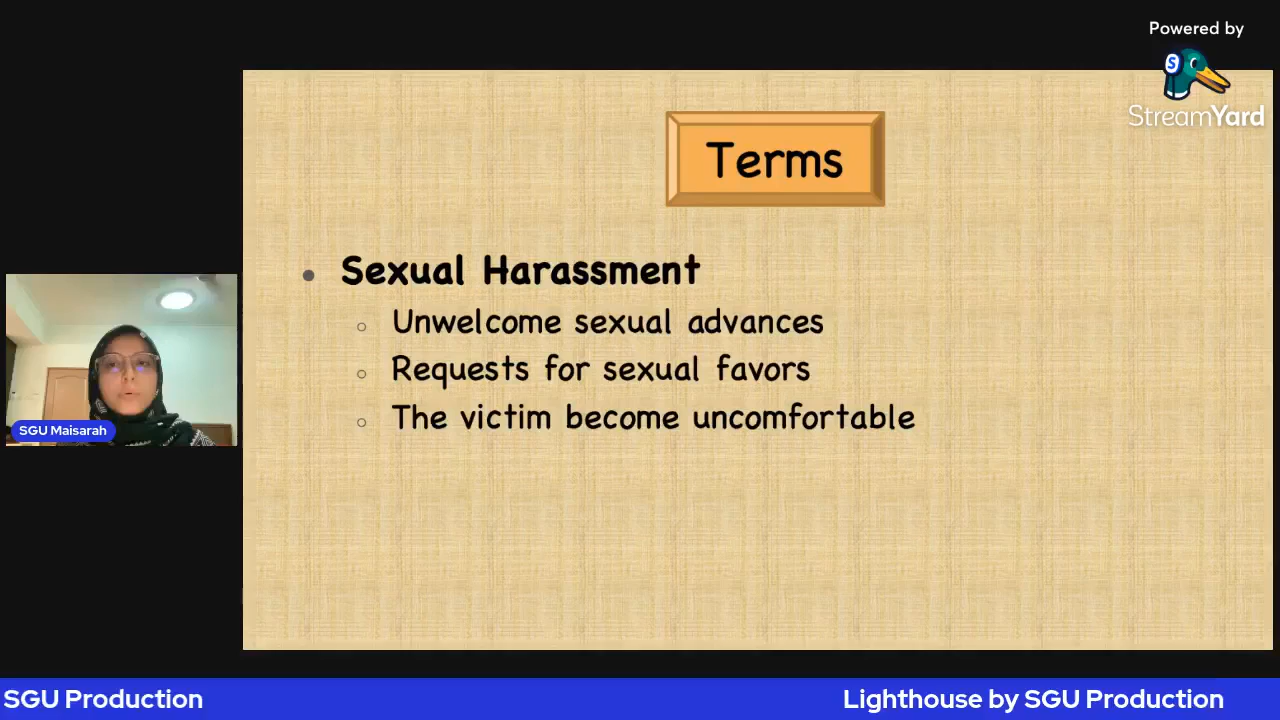 Powered by
StreamYard
Terms
Sexual Harassment
Unwelcome sexual advances
Requests for sexual favors
The victim become uncomfortable
SGU Maisarah
SGU Production
Lighthouse by SGU Production